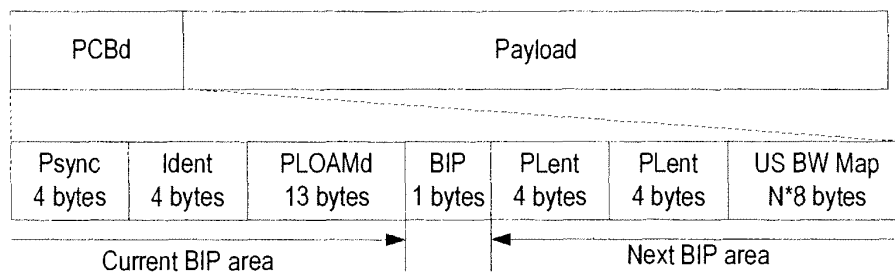 PCBd Payload
Psync Ident PLOAMd BIP PLent PLent US BW Map
4 bytes 4 bytes 13 bytes 1 bytes 4 bytes 4 bytes N*8 bytes
Current BIP area Next BIP area